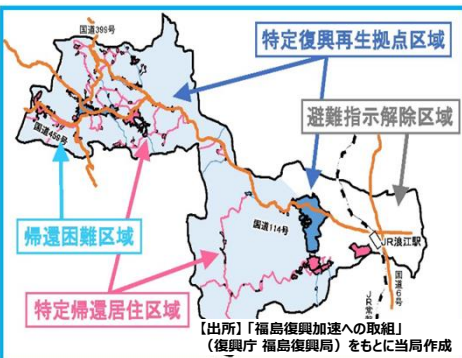 国道399号
特定復興再生拠点区域
避難指示解除区域
国道459号
帰還困難区域
国道114号
JR浪江駅
特定帰還居住区域
国道6号
JR常磐
【出所】「福島復興加速への取組」
（復興庁 福島復興局）をもとに当局作成